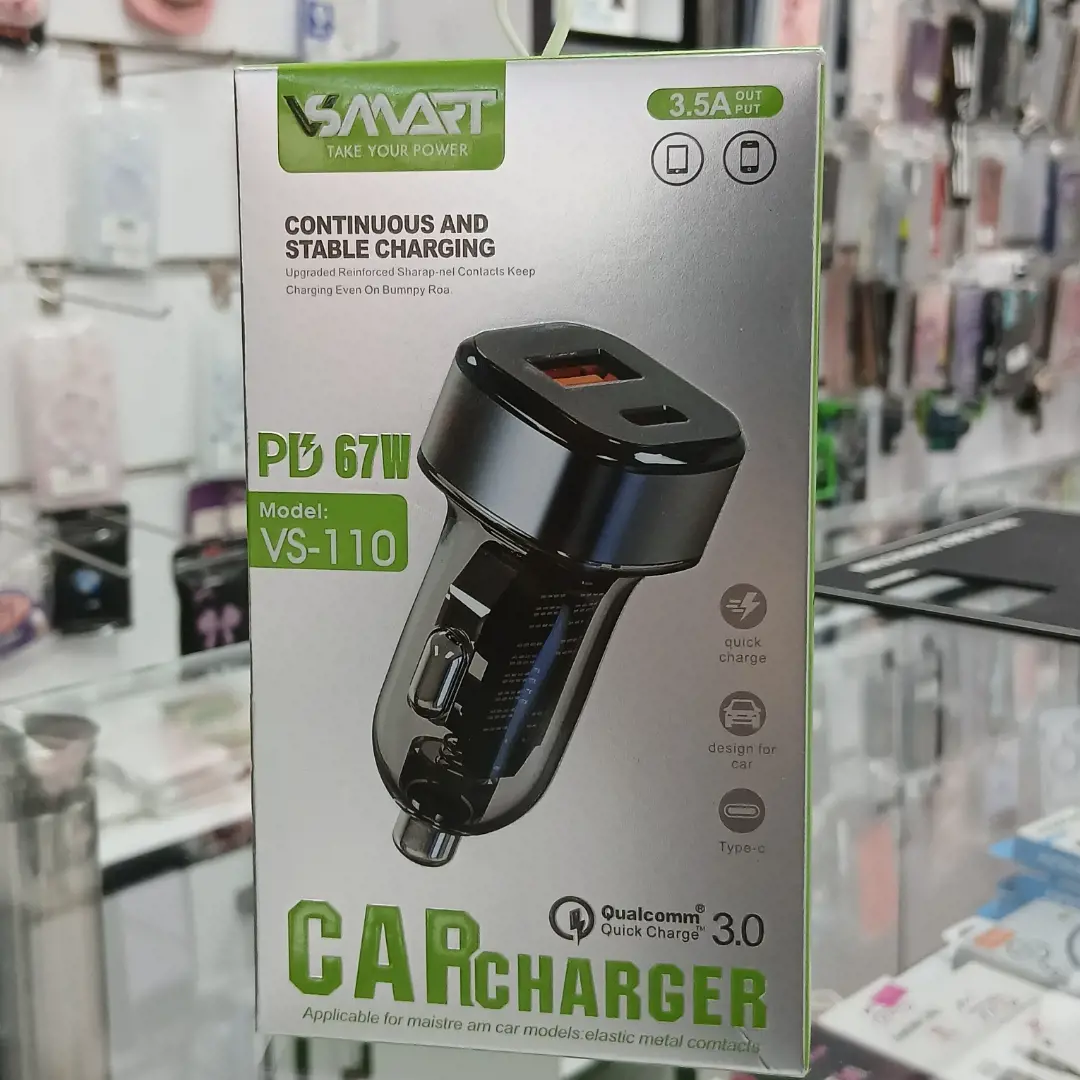 VSMART
TAKE YOUR POWER
3.5A OUT PUT
CONTINUOUS AND
STABLE CHARGING
Upgraded Reinforced Sharap-nel Contacts Keep
Charging Even On Bumnpy Roa.
PD 67W
Model:
VS-110
quick
charge
design for
car
Type-c
Qualcomm®
Quick Charge™ 3.0
CAR CHARGER
Applicable for maistre am car models:elastic metal comtacts